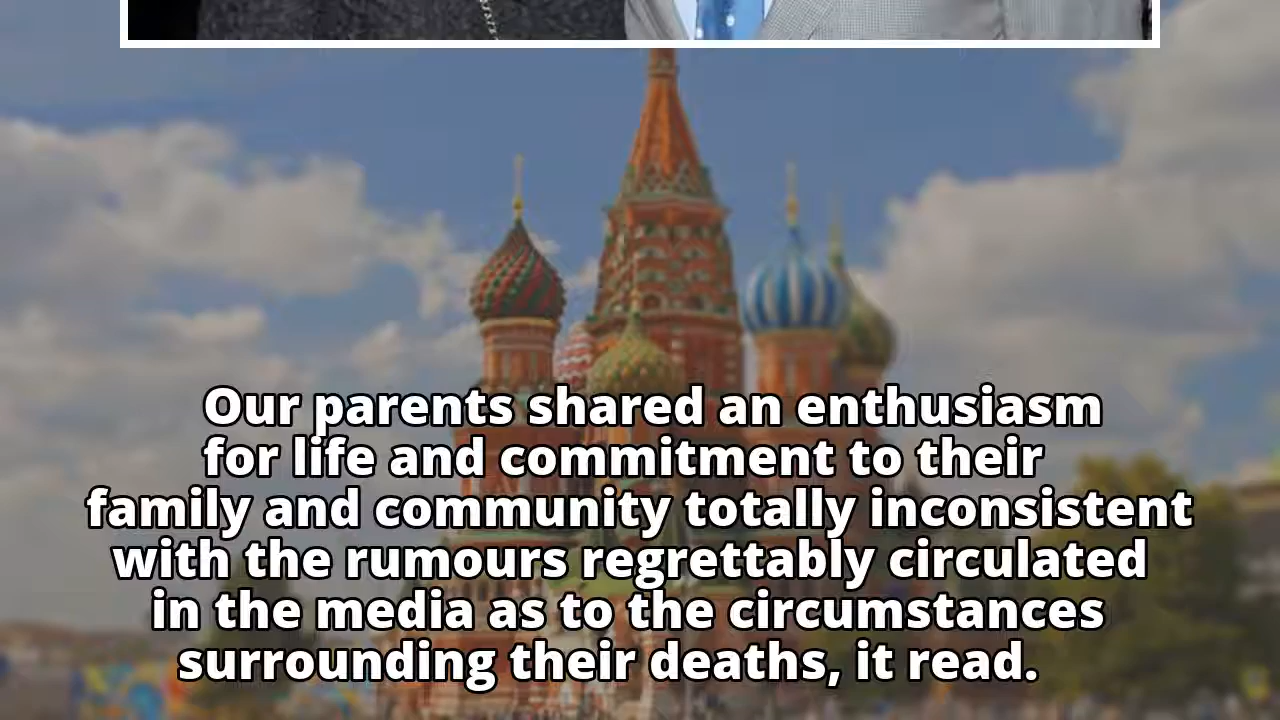 Our parents shared an enthusiasm
for life and commitment to their
family and community totally inconsistent
with the rumours regrettably circulated
in the media as to the circumstances
surrounding their deaths, it read.